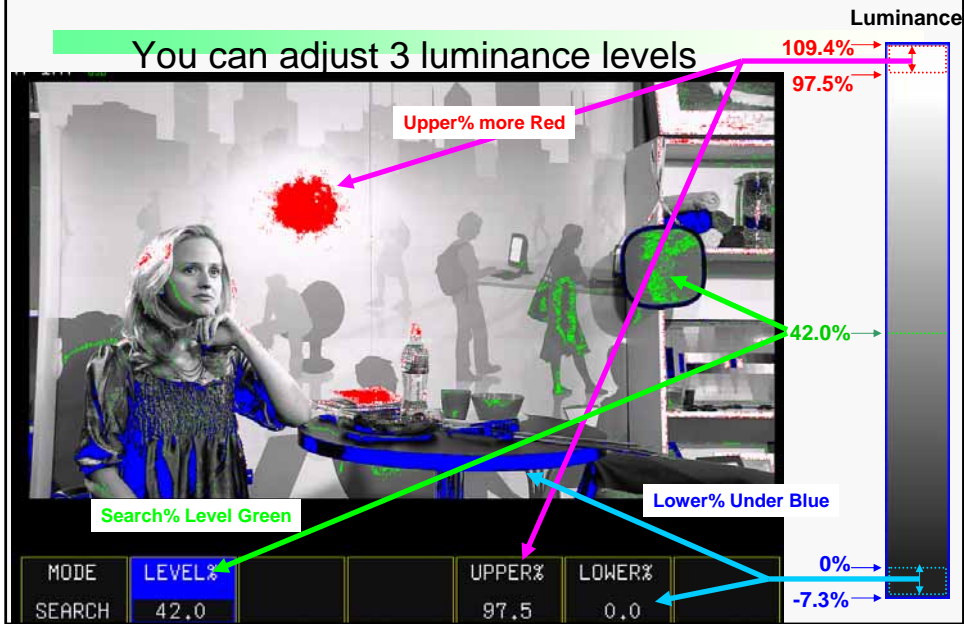 Luminance
You can adjust 3 luminance levels
109.4%
97.5%
Upper% more Red
42.0%
Search% Level Green
Lower% Under Blue
0%
-7.3%
MODE LEVEL% UPPER% LOWER%
SEARCH 42.0 97.5 0.0